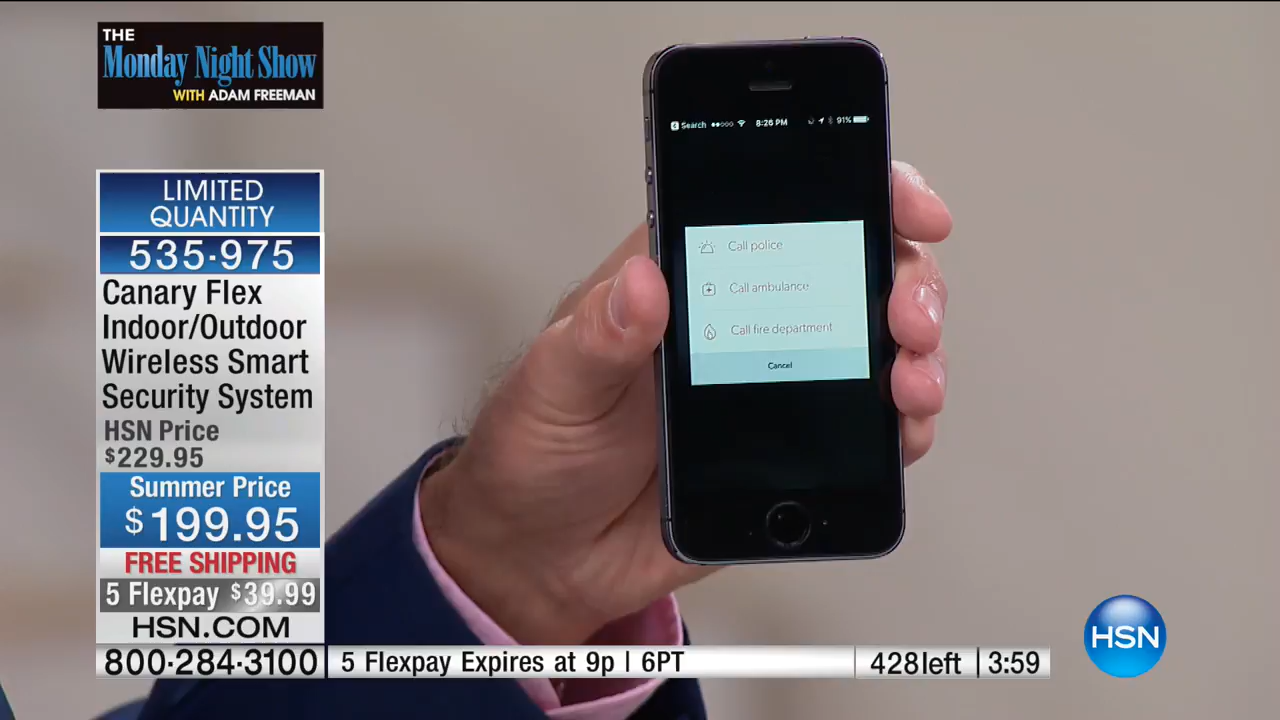 THE
Monday Night Show
WITH ADAM FREEMAN
LIMITED
QUANTITY
535·975
Canary Flex
Indoor/Outdoor
Wireless Smart
Security System
HSN Price
$229.95
Summer Price
$199.95
FREE SHIPPING
5 Flexpay $39.99
HSN.COM
800·284·3100
5 Flexpay Expires at 9p | 6PT
428left
3:59
Search
8:26 PM
91%
Call police
Call ambulance
Call fire department
Cancel
HSN